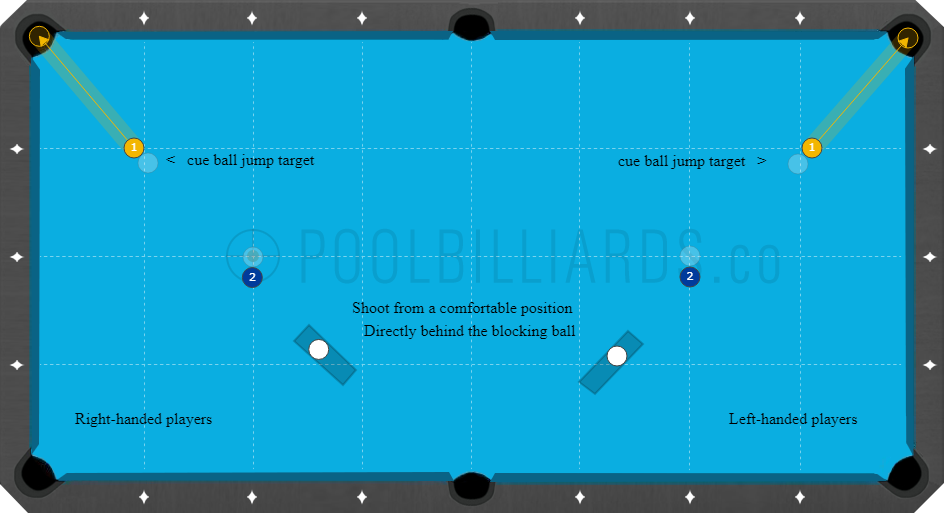 1
1
< cue ball jump target
cue ball jump target >
POOLBILLIARDS.co
2
2
Shoot from a comfortable position
Directly behind the blocking ball
Right-handed players
Left-handed players